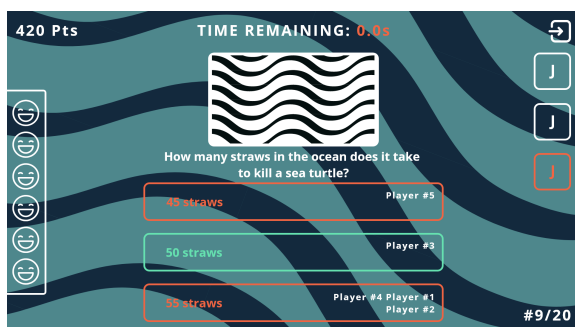 420 Pts
TIME REMAINING: 0.0s
J
J
J
How many straws in the ocean does it take
to kill a sea turtle?
45 straws
Player #5
50 straws
Player #3
55 straws
Player #4 Player #1
Player #2
#9/20